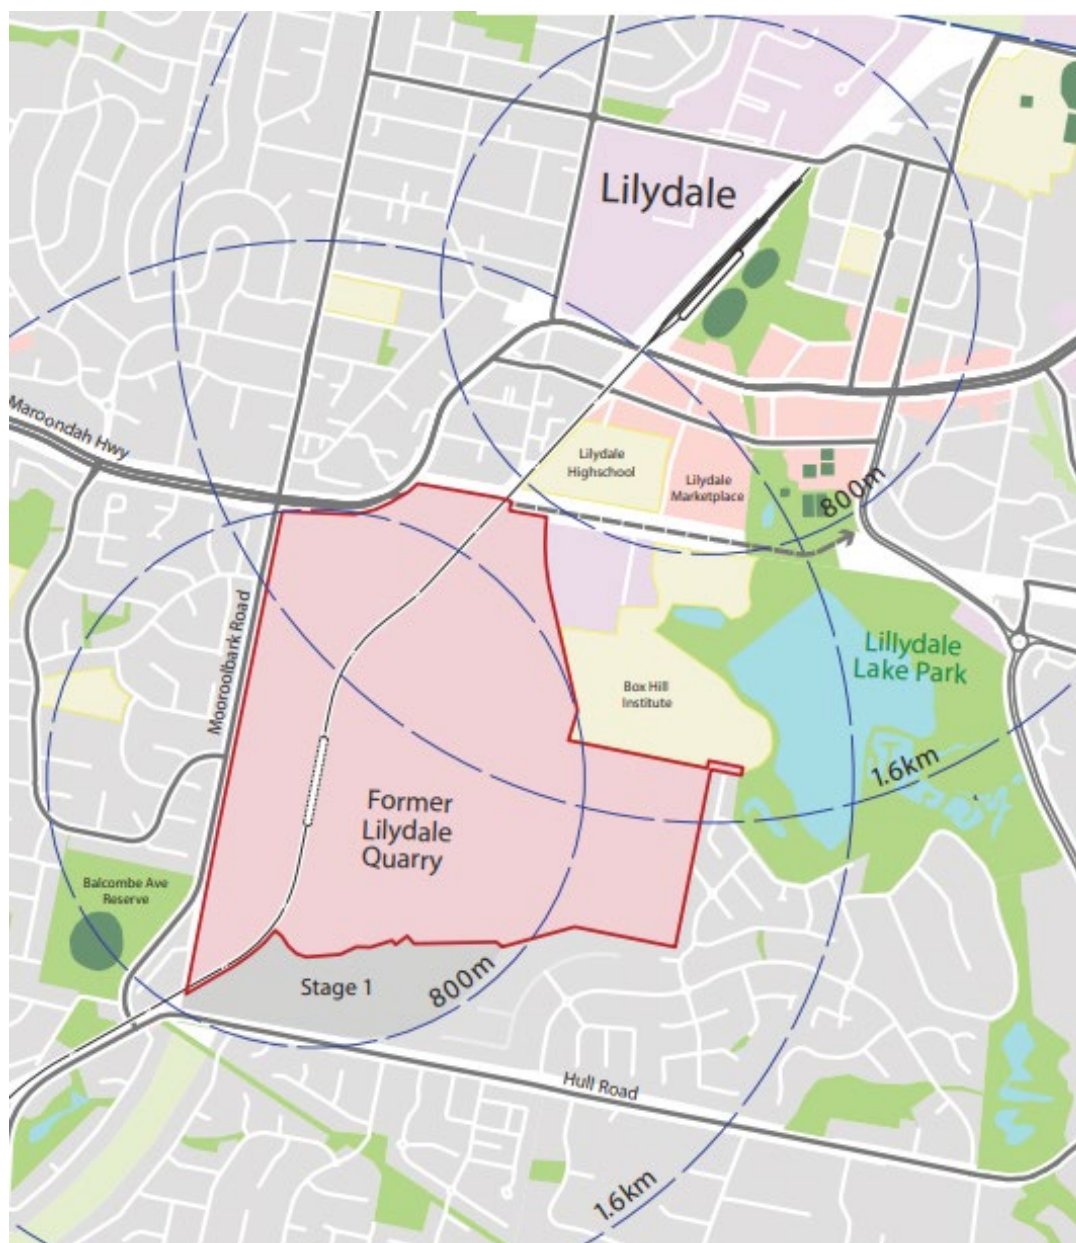 Lilydale
Maroondah Hwy
Lilydale
Highschool
Lilydale
Marketplace
800m
Mooroolbark Road
Lillydale
Lake Park
Box Hill
Institute
1.6km
Former
Lilydale
Quarry
Balcombe Ave
Reserve
Stage 1
800m
Hull Road
1.6km